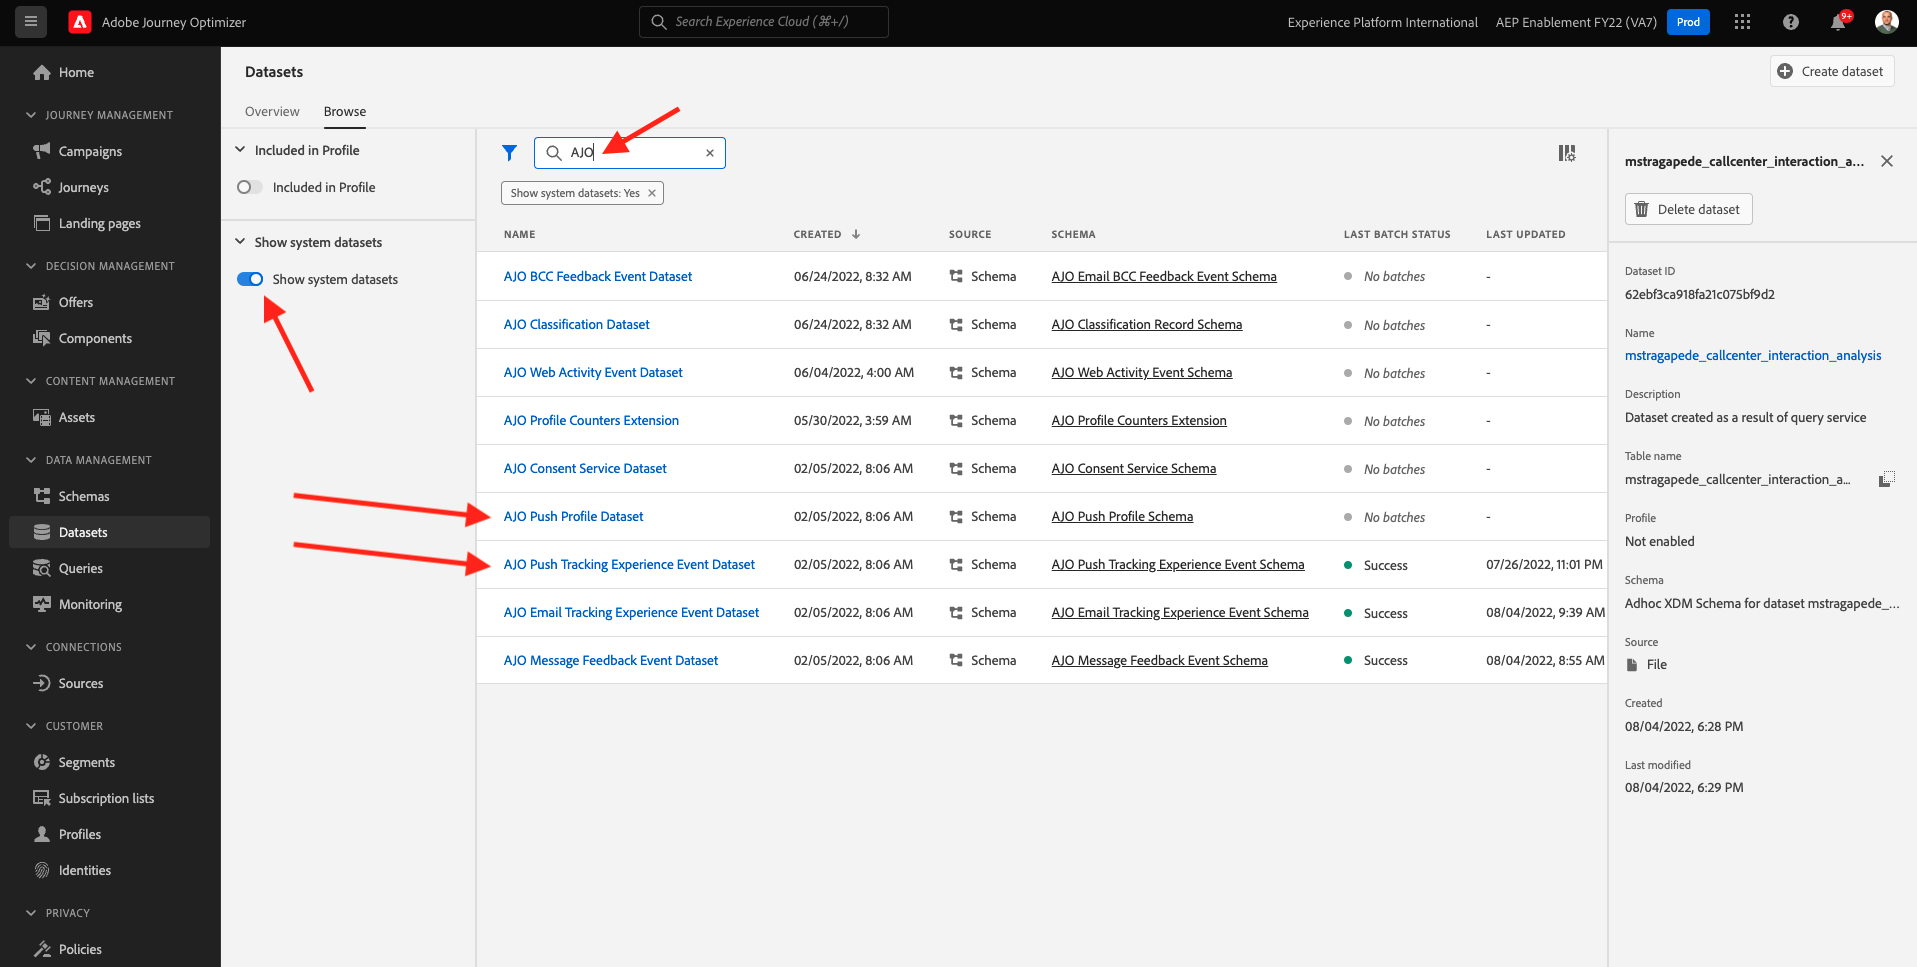 Adobe Journey Optimizer
Search Experience Cloud (⌘+/)
Experience Platform International
AEP Enablement FY22 (VA7)
Prod
9+
Home
JOURNEY MANAGEMENT
Campaigns
Journeys
Landing pages
DECISION MANAGEMENT
Offers
Components
CONTENT MANAGEMENT
Assets
DATA MANAGEMENT
Schemas
Datasets
Queries
Monitoring
CONNECTIONS
Sources
CUSTOMER
Segments
Subscription lists
Profiles
Identities
PRIVACY
Policies
Datasets
Create dataset
Overview Browse
Included in Profile
Included in Profile
Show system datasets
Show system datasets
AJO
Show system datasets: Yes
NAME CREATED SOURCE SCHEMA LAST BATCH STATUS LAST UPDATED
AJO BCC Feedback Event Dataset 06/24/2022, 8:32 AM Schema AJO Email BCC Feedback Event Schema No batches -
AJO Classification Dataset 06/24/2022, 8:32 AM Schema AJO Classification Record Schema No batches -
AJO Web Activity Event Dataset 06/04/2022, 4:00 AM Schema AJO Web Activity Event Schema No batches -
AJO Profile Counters Extension 05/30/2022, 3:59 AM Schema AJO Profile Counters Extension No batches -
AJO Consent Service Dataset 02/05/2022, 8:06 AM Schema AJO Consent Service Schema No batches -
AJO Push Profile Dataset 02/05/2022, 8:06 AM Schema AJO Push Profile Schema No batches -
AJO Push Tracking Experience Event Dataset 02/05/2022, 8:06 AM Schema AJO Push Tracking Experience Event Schema Success 07/26/2022, 11:01 PM
AJO Email Tracking Experience Event Dataset 02/05/2022, 8:06 AM Schema AJO Email Tracking Experience Event Schema Success 08/04/2022, 9:39 AM
AJO Message Feedback Event Dataset 02/05/2022, 8:06 AM Schema AJO Message Feedback Event Schema Success 08/04/2022, 8:55 AM
mstragapede_callcenter_interaction_a...
Delete dataset
Dataset ID
62ebf3ca918fa21c075bf9d2
Name
mstragapede_callcenter_interaction_analysis
Description
Dataset created as a result of query service
Table name
mstragapede_callcenter_interaction_a...
Profile
Not enabled
Schema
Adhoc XDM Schema for dataset mstragapede_...
Source
File
Created
08/04/2022, 6:28 PM
Last modified
08/04/2022, 6:29 PM